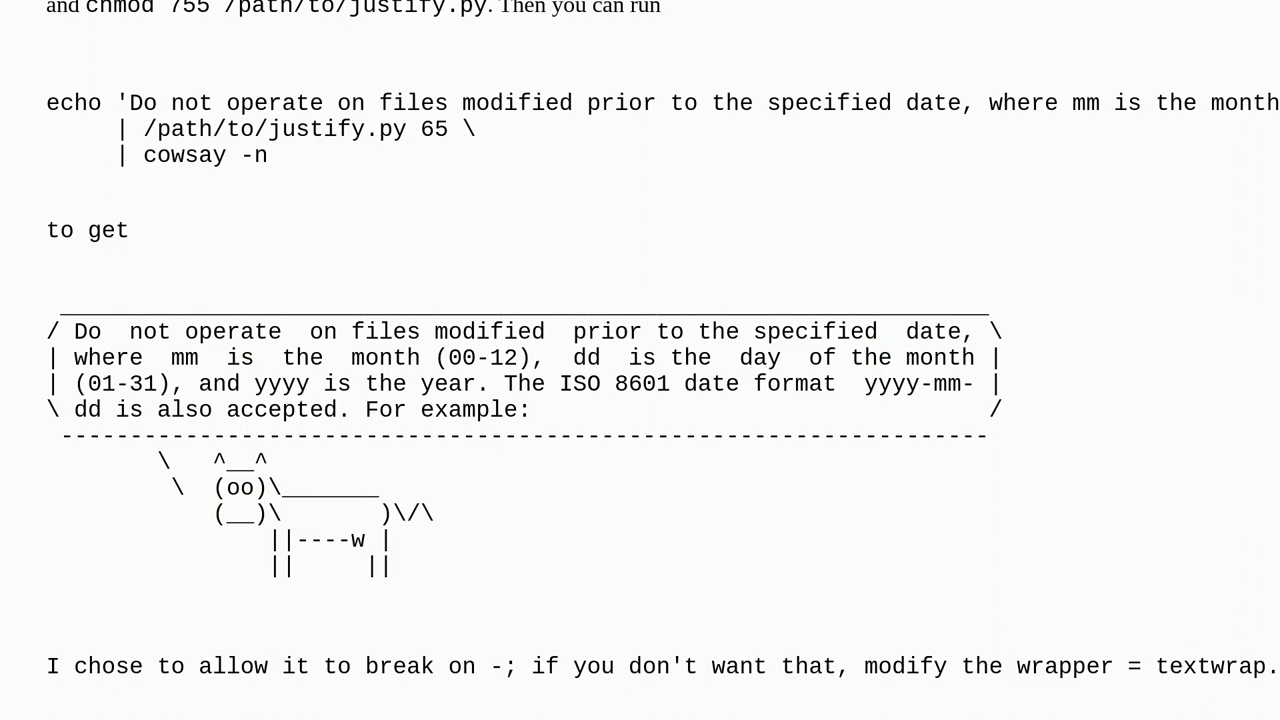 and chmod 755 /path/to/justify.py. Then you can run
echo 'Do not operate on files modified prior to the specified date, where mm is the month
     | /path/to/justify.py 65 \
     | cowsay -n
to get
 ___________________________________________________________________
/ Do  not operate  on files modified  prior to the specified  date, \
| where  mm  is  the  month (00-12),  dd  is the  day  of the month |
| (01-31), and yyyy is the year. The ISO 8601 date format  yyyy-mm- |
\ dd is also accepted. For example:                                 /
 -------------------------------------------------------------------
        \   ^__^
         \  (oo)\_______
            (__)\       )\/\
                ||----w |
                ||     ||
I chose to allow it to break on -; if you don't want that, modify the wrapper = textwrap.